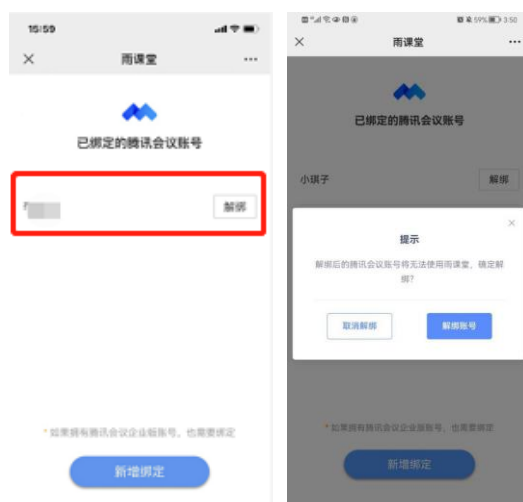 15:59
雨课堂
已绑定的腾讯会议账号
解绑
*如果拥有腾讯会议企业版账号，也需要绑定
新增绑定
59% 3:50
雨课堂
已绑定的腾讯会议账号
小琪子
解绑
提示
解绑后的腾讯会议账号将无法使用雨课堂，确定解
绑?
取消解绑
解绑账号
*如果拥有腾讯会议企业版账号，也需要绑定
新增绑定